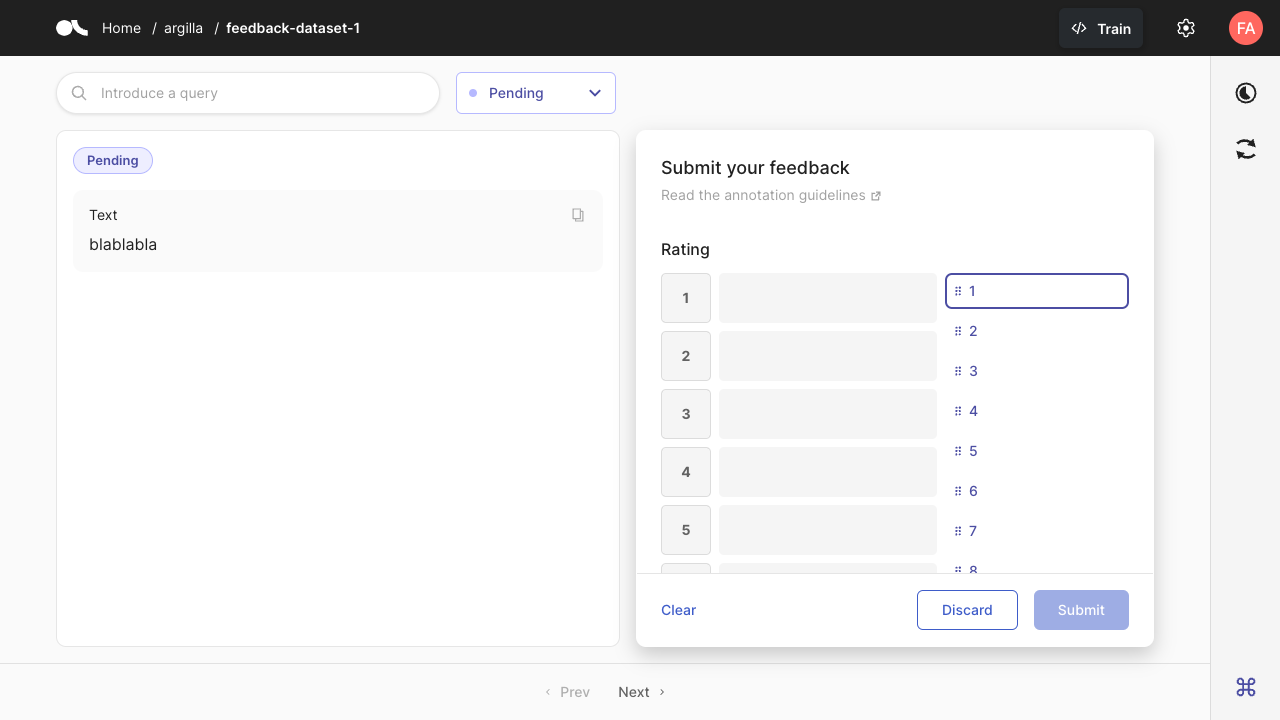 Home / argilla / feedback-dataset-1
Train
FA
Introduce a query
Pending
Pending
Text
blablabla
Submit your feedback
Read the annotation guidelines
Rating
1
2
3
4
5
1
2
3
4
5
6
7
8
Clear
Discard
Submit
Prev
Next